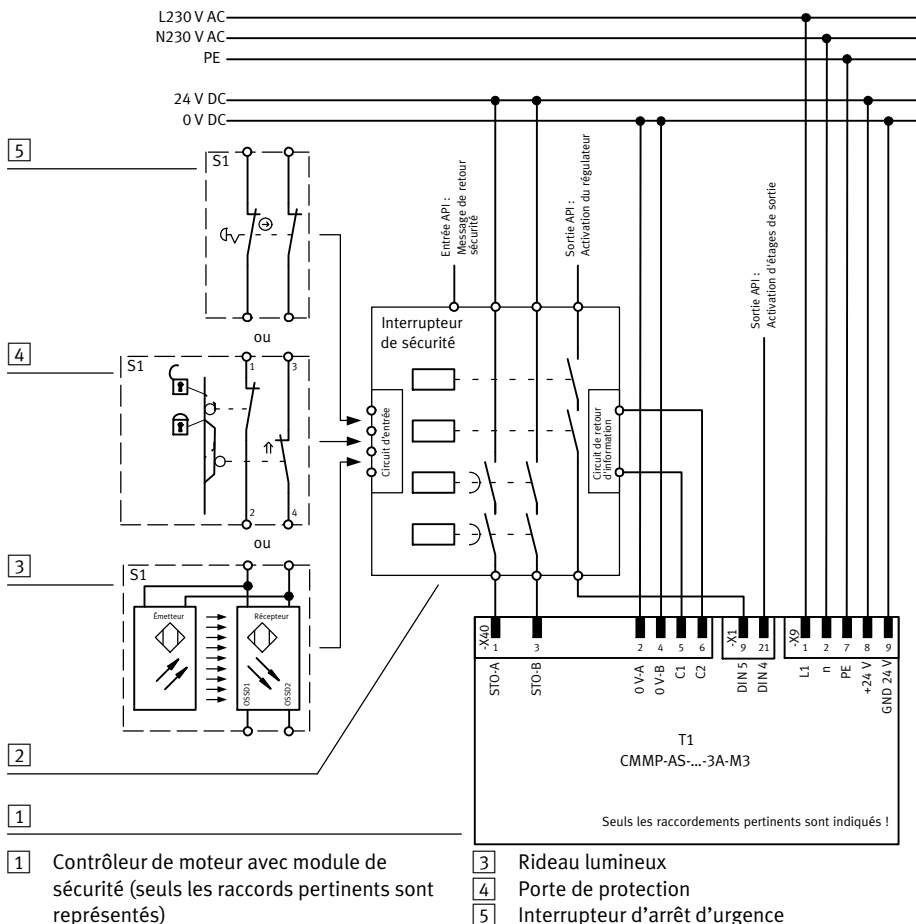 L230 V AC
N230 V AC
PE
24 V DC
0 V DC
5
S1
Entrée API :
Message de retour
sécurité
Sortie API :
Activation du régulateur
Sortie API :
Activation d'étages de sortie
ou
Interrupteur
de sécurité
4
S1
1
3
2
4
Circuit d'entrée
Circuit de retour
d'information
ou
3
S1
Émetteur
Récepteur
OSSD1
OSSD2
-X40
1
3
2
4
5
6
-X1
9
21
-X9
1
2
7
8
9
STO-A
STO-B
0 V-A
0 V-B
C1
C2
DIN 5
DIN 4
L1
n
PE
+24 V
GND 24 V
T1
CMMP-AS-...-3A-M3
2
1
Seuls les raccordements pertinents sont indiqués !
1 Contrôleur de moteur avec module de
sécurité (seuls les raccords pertinents sont
représentés)
3 Rideau lumineux
4 Porte de protection
5 Interrupteur d'arrêt d'urgence